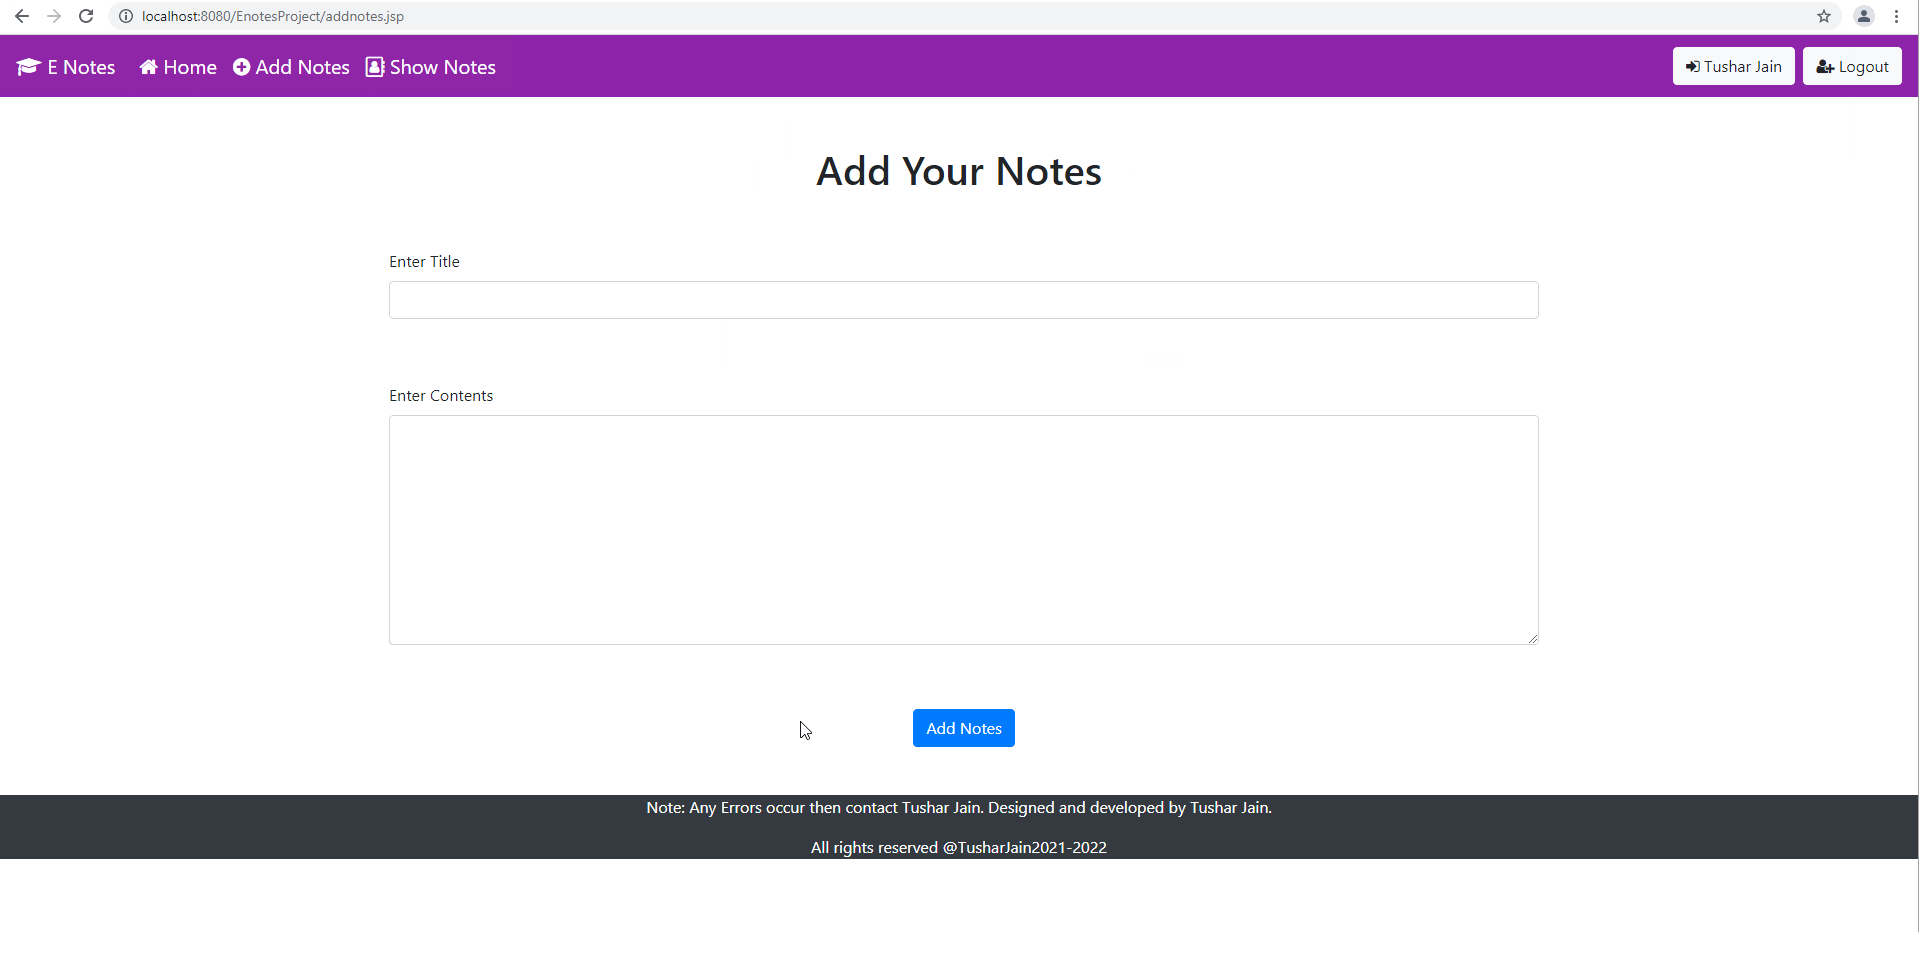 localhost:8080/EnotesProject/addnotes.jsp
E Notes Home Add Notes Show Notes Tushar Jain Logout
Add Your Notes
Enter Title
Enter Contents
Add Notes
Note: Any Errors occur then contact Tushar Jain. Designed and developed by Tushar Jain.
All rights reserved @TusharJain2021-2022